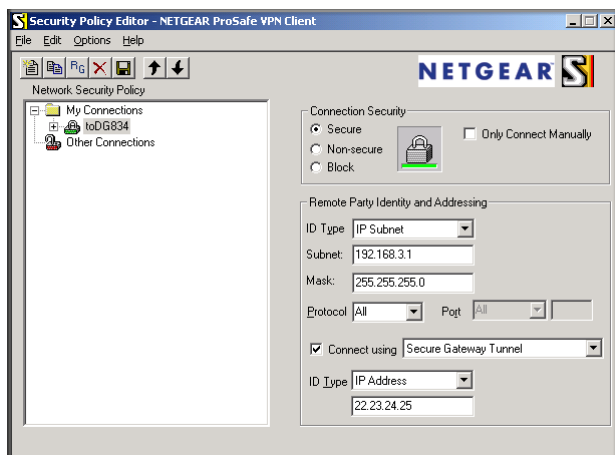 Security Policy Editor - NETGEAR ProSafe VPN Client
File Edit Options Help
RG
NETGEAR S
Network Security Policy
My Connections
toDG834
Other Connections
Connection Security
Secure
Non-secure
Block
Only Connect Manually
Remote Party Identity and Addressing
ID Type IP Subnet
Subnet: 192.168.3.1
Mask: 255.255.255.0
Protocol All Port All
Connect using Secure Gateway Tunnel
ID Type IP Address
22.23.24.25